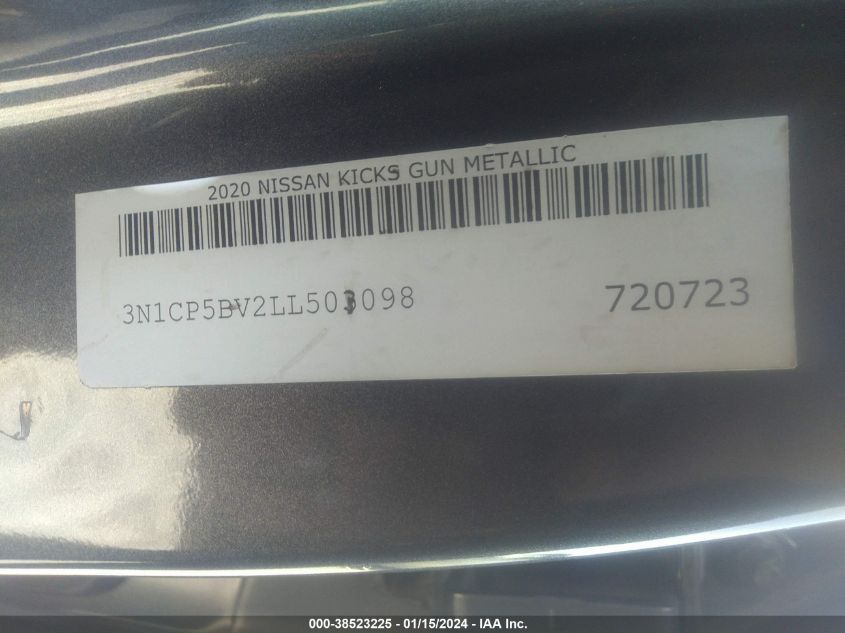 2020 NISSAN KICKS GUN METALLIC
3N1CP5BV2LL503098 720723
000-38523225 - 01/15/2024 - IAA Inc.